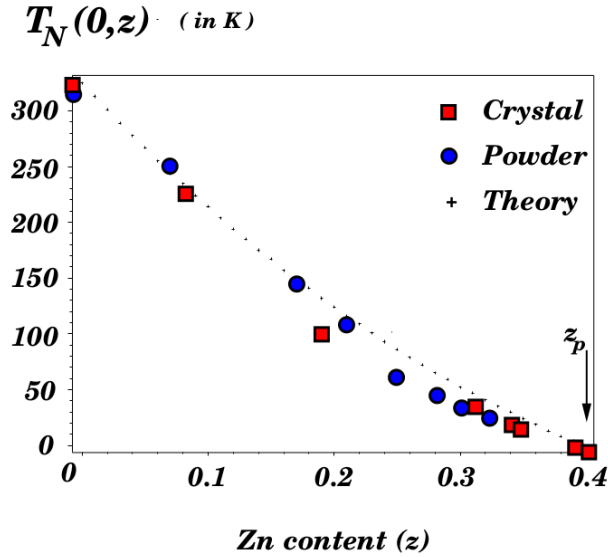 T_N(0,z) (in K)
300
250
200
150
100
50
0
Crystal
Powder
Theory
z_p
0 0.1 0.2 0.3 0.4
Zn content (z)